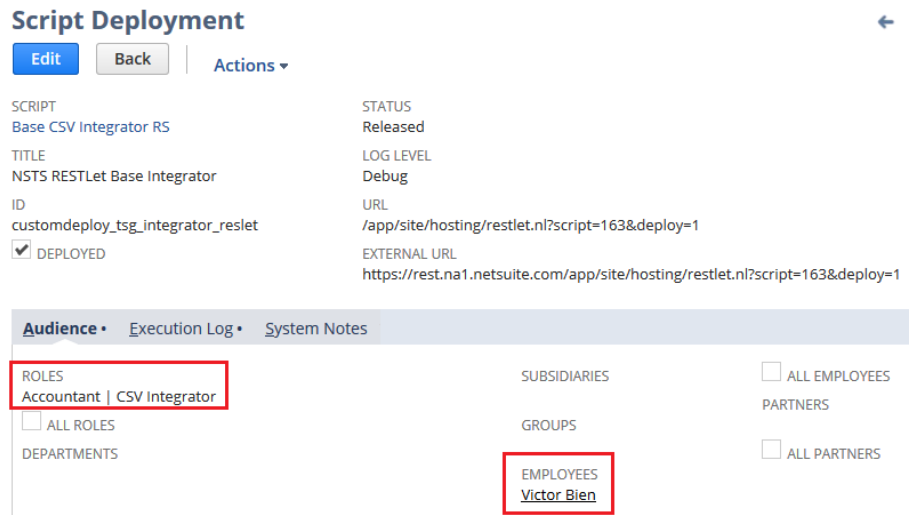 Script Deployment
Edit
Back
Actions
SCRIPT
Base CSV Integrator RS
STATUS
Released
TITLE
NSTS RESTLet Base Integrator
LOG LEVEL
Debug
ID
customdeploy_tsg_integrator_reslet
URL
/app/site/hosting/restlet.nl?script=163&deploy=1
DEPLOYED
EXTERNAL URL
https://rest.na1.netsuite.com/app/site/hosting/restlet.nl?script=163&deploy=1
Audience • Execution Log • System Notes
ROLES
Accountant | CSV Integrator
ALL ROLES
DEPARTMENTS
SUBSIDIARIES
GROUPS
EMPLOYEES
Victor Bien
ALL EMPLOYEES
PARTNERS
ALL PARTNERS